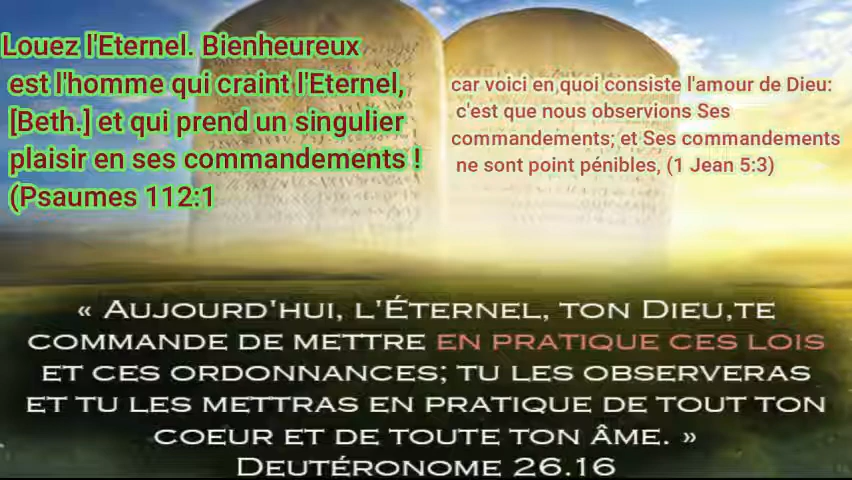 Louez l'Eternel. Bienheureux
est l'homme qui craint l'Eternel,
[Beth.] et qui prend un singulier
plaisir en ses commandements !
(Psaumes 112:1
car voici en quoi consiste l'amour de Dieu:
c'est que nous observions Ses
commandements; et Ses commandements
ne sont point pénibles, (1 Jean 5:3)
« Aujourd'hui, l'Éternel, ton Dieu,te
commande de mettre en pratique ces lois
et ces ordonnances; tu les observeras
et tu les mettras en pratique de tout ton
coeur et de toute ton âme. »
Deutéronome 26.16